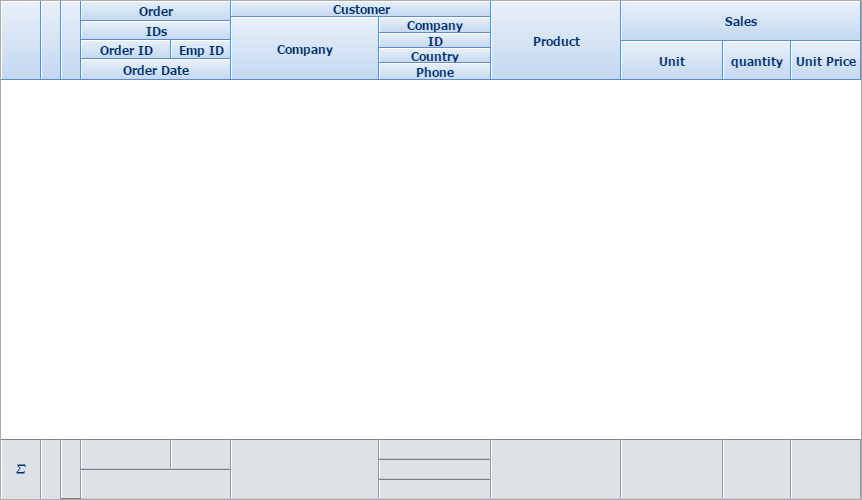 Order
IDs
Order ID
Emp ID
Order Date
Customer
Company
Company
ID
Country
Phone
Product
Sales
Unit
quantity
Unit Price
Σ